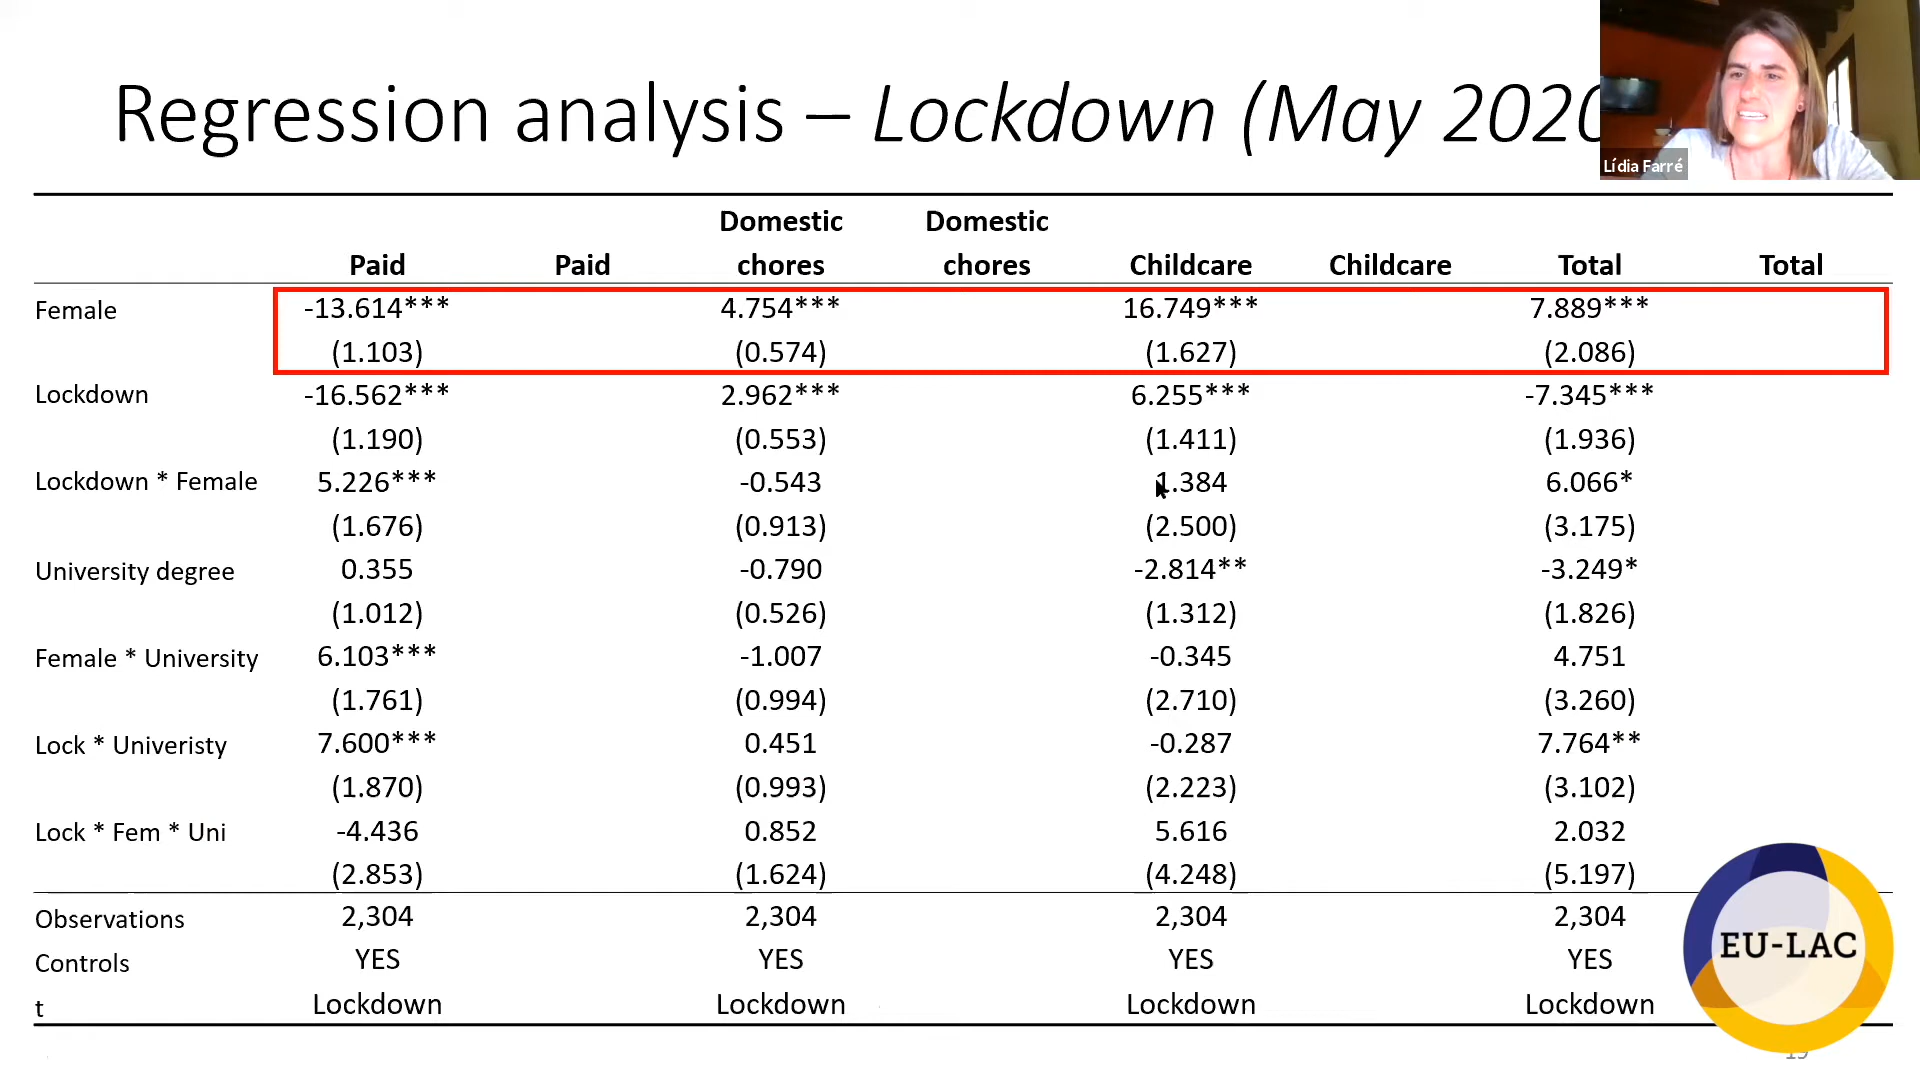 Regression analysis – Lockdown (May 2020
Lídia Farré
Domestic Domestic
Paid Paid chores chores Childcare Childcare Total Total
Female -13.614*** 4.754*** 16.749*** 7.889***
(1.103) (0.574) (1.627) (2.086)
Lockdown -16.562*** 2.962*** 6.255*** -7.345***
(1.190) (0.553) (1.411) (1.936)
Lockdown * Female 5.226*** -0.543 1.384 6.066*
(1.676) (0.913) (2.500) (3.175)
University degree 0.355 -0.790 -2.814** -3.249*
(1.012) (0.526) (1.312) (1.826)
Female * University 6.103*** -1.007 -0.345 4.751
(1.761) (0.994) (2.710) (3.260)
Lock * Univeristy 7.600*** 0.451 -0.287 7.764**
(1.870) (0.993) (2.223) (3.102)
Lock * Fem * Uni -4.436 0.852 5.616 2.032
(2.853) (1.624) (4.248) (5.197)
Observations 2,304 2,304 2,304 2,304
Controls YES YES YES YES
t Lockdown Lockdown Lockdown Lockdown
EU-LAC